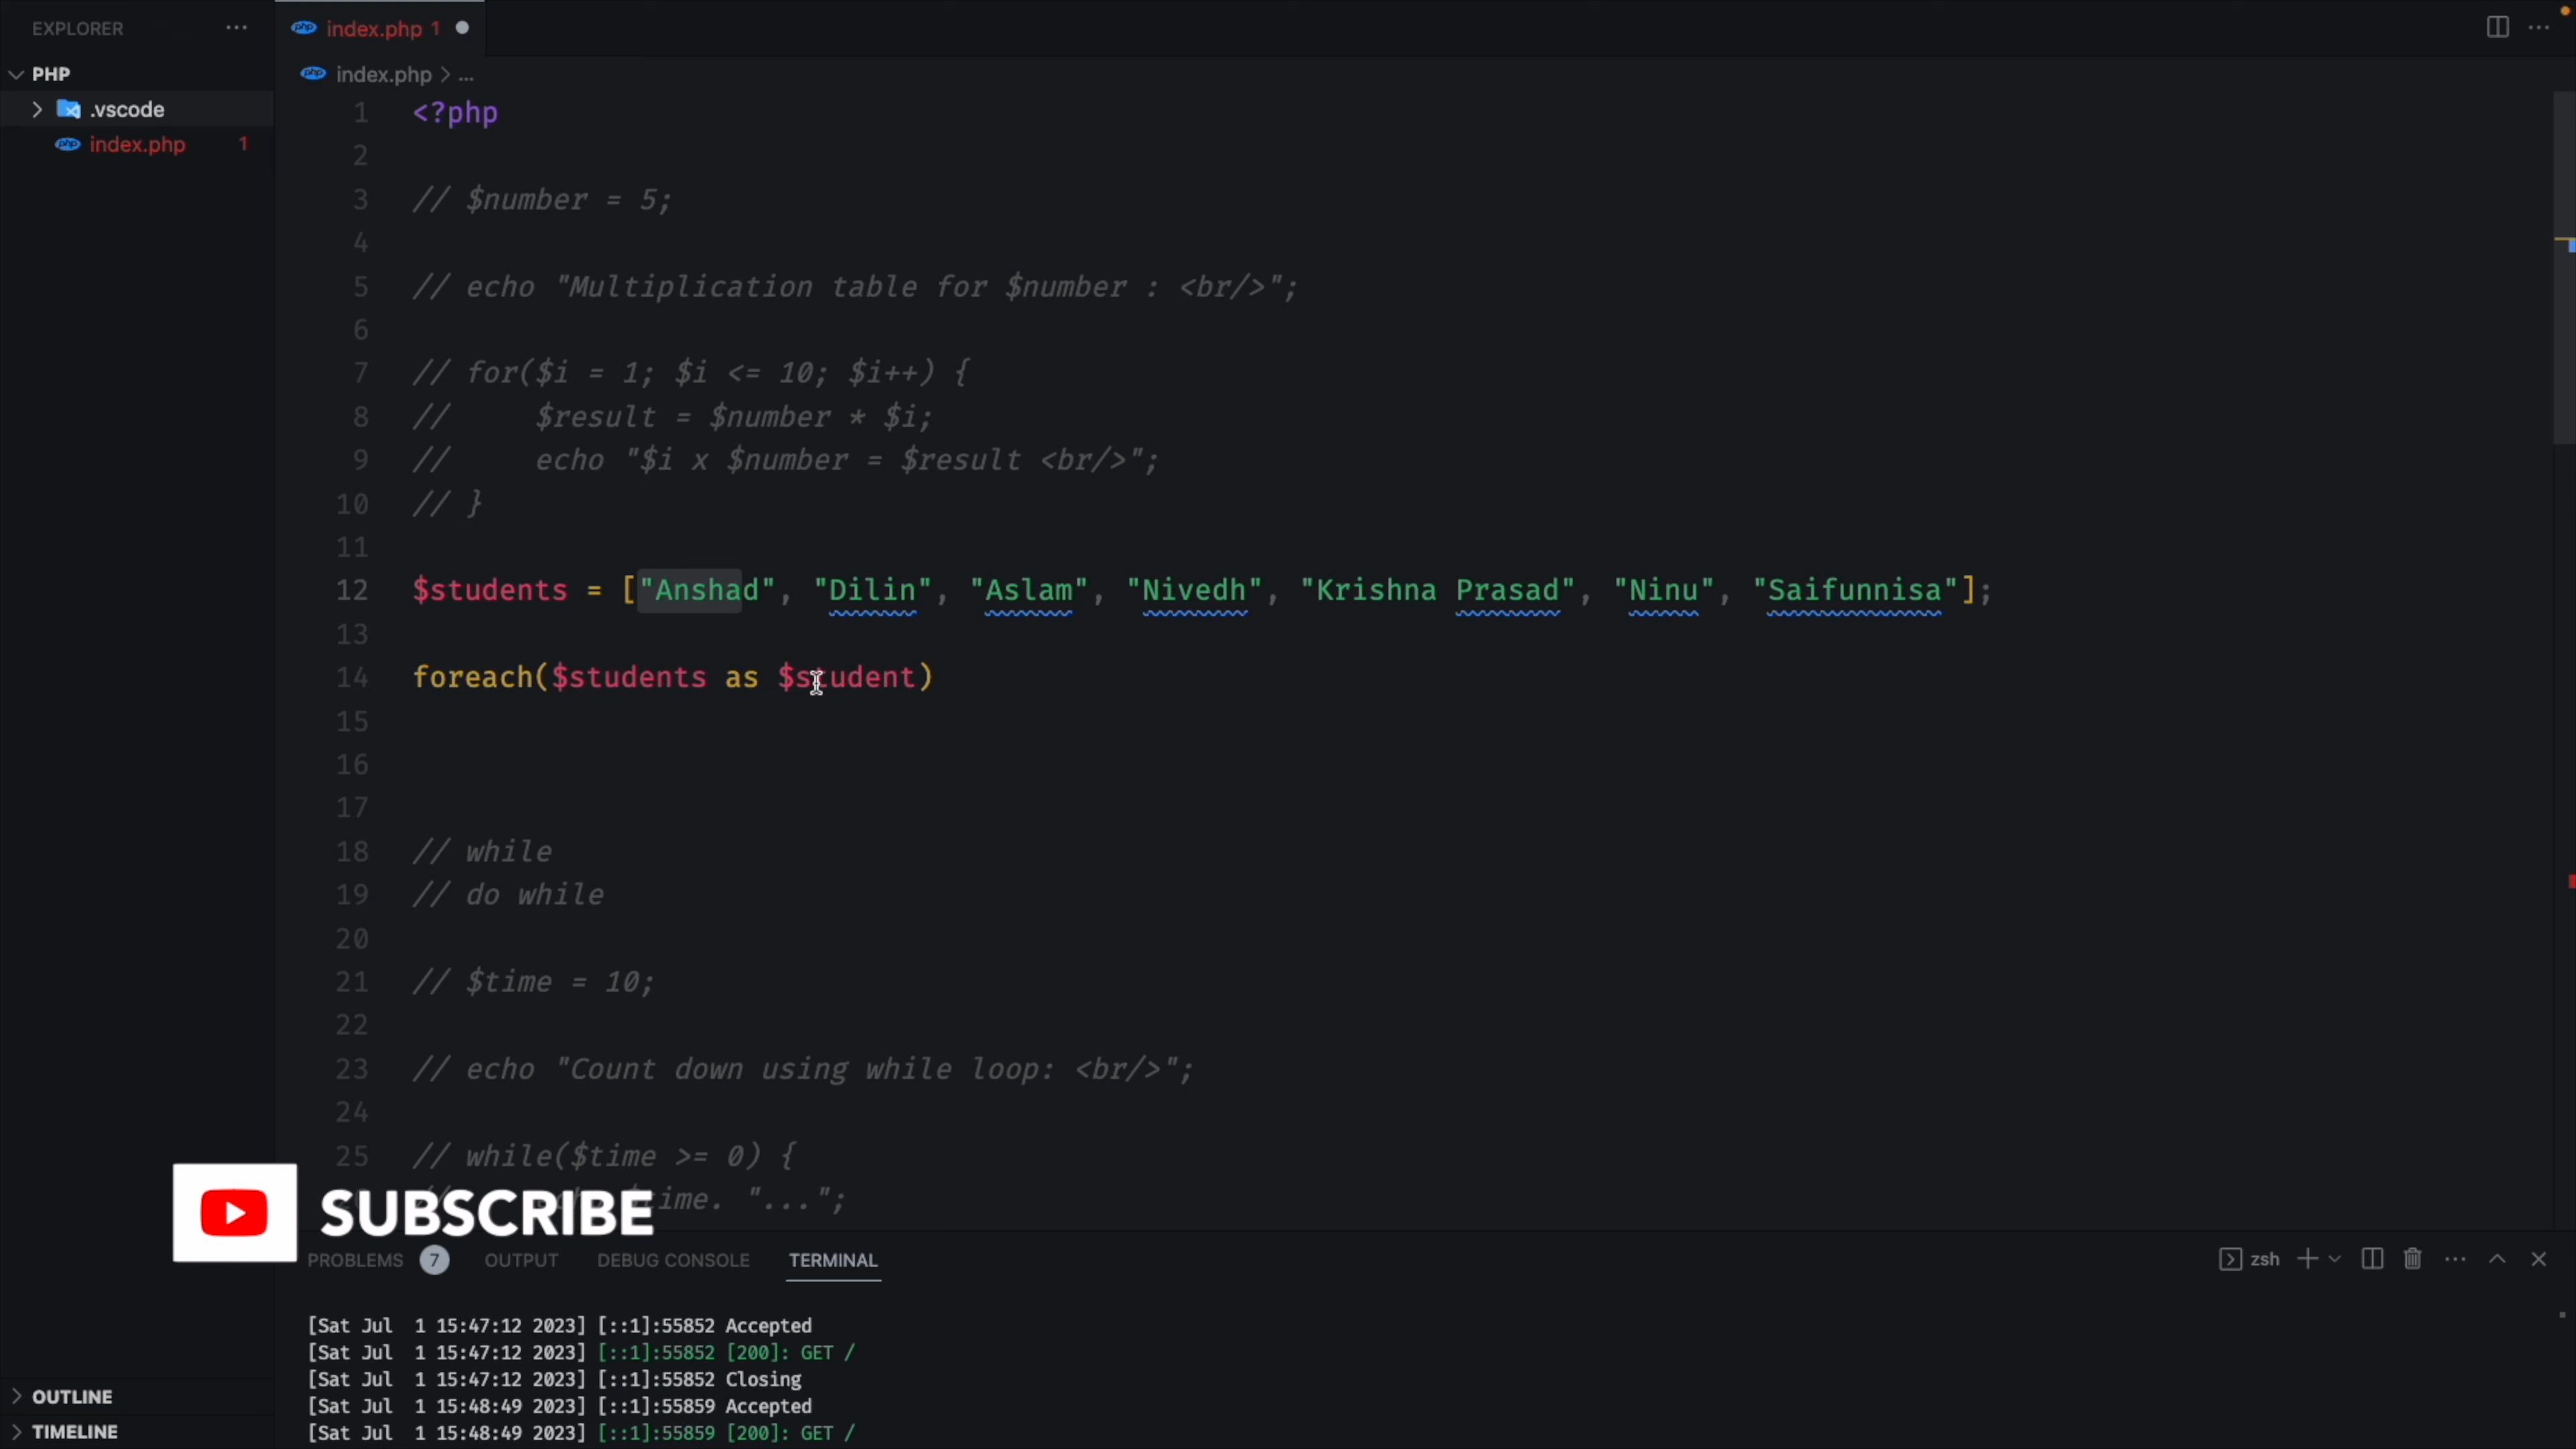 EXPLORER
PHP
.vscode
index.php 1
OUTLINE
TIMELINE
index.php 1
index.php > ...
1 <?php
2
3 // $number = 5;
4
5 // echo "Multiplication table for $number : <br/>";
6
7 // for($i = 1; $i <= 10; $i++) {
8 //     $result = $number * $i;
9 //     echo "$i x $number = $result <br/>";
10 // }
11
12 $students = ["Anshad", "Dilin", "Aslam", "Nivedh", "Krishna Prasad", "Ninu", "Saifunnisa"];
13
14 foreach($students as $student)
15
16
17
18 // while
19 // do while
20
21 // $time = 10;
22
23 // echo "Count down using while loop: <br/>";
24
25 // while($time >= 0) {
time. "...";
SUBSCRIBE
PROBLEMS 7 OUTPUT DEBUG CONSOLE TERMINAL zsh
[Sat Jul  1 15:47:12 2023] [::1]:55852 Accepted
[Sat Jul  1 15:47:12 2023] [::1]:55852 [200]: GET /
[Sat Jul  1 15:47:12 2023] [::1]:55852 Closing
[Sat Jul  1 15:48:49 2023] [::1]:55859 Accepted
[Sat Jul  1 15:48:49 2023] [::1]:55859 [200]: GET /